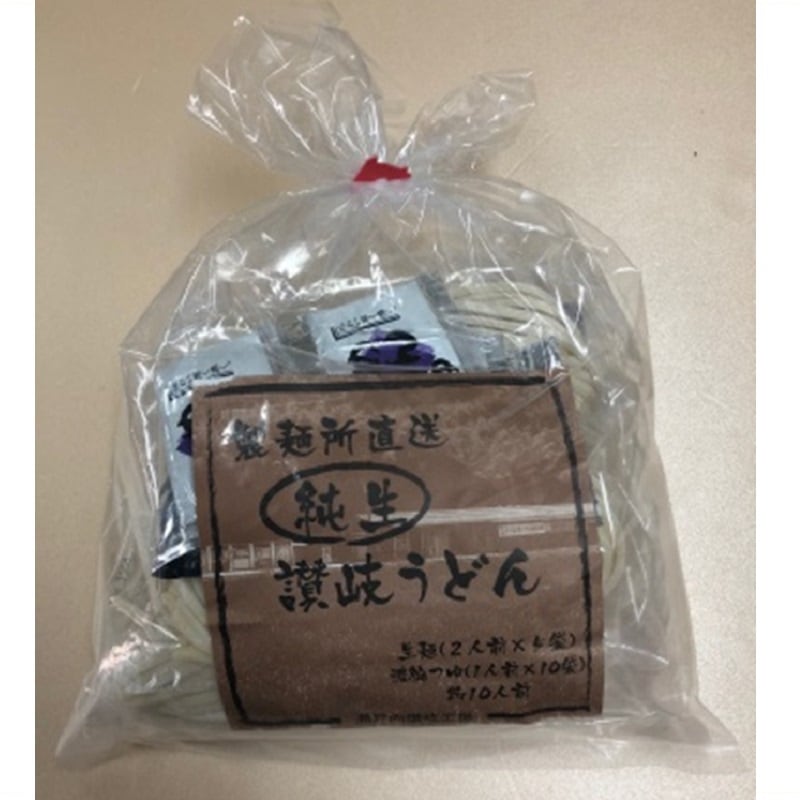 製麺所直送
純生
讃岐うどん
生麺(2人前×5袋)
濃縮つゆ(1人前×10袋)
10人前